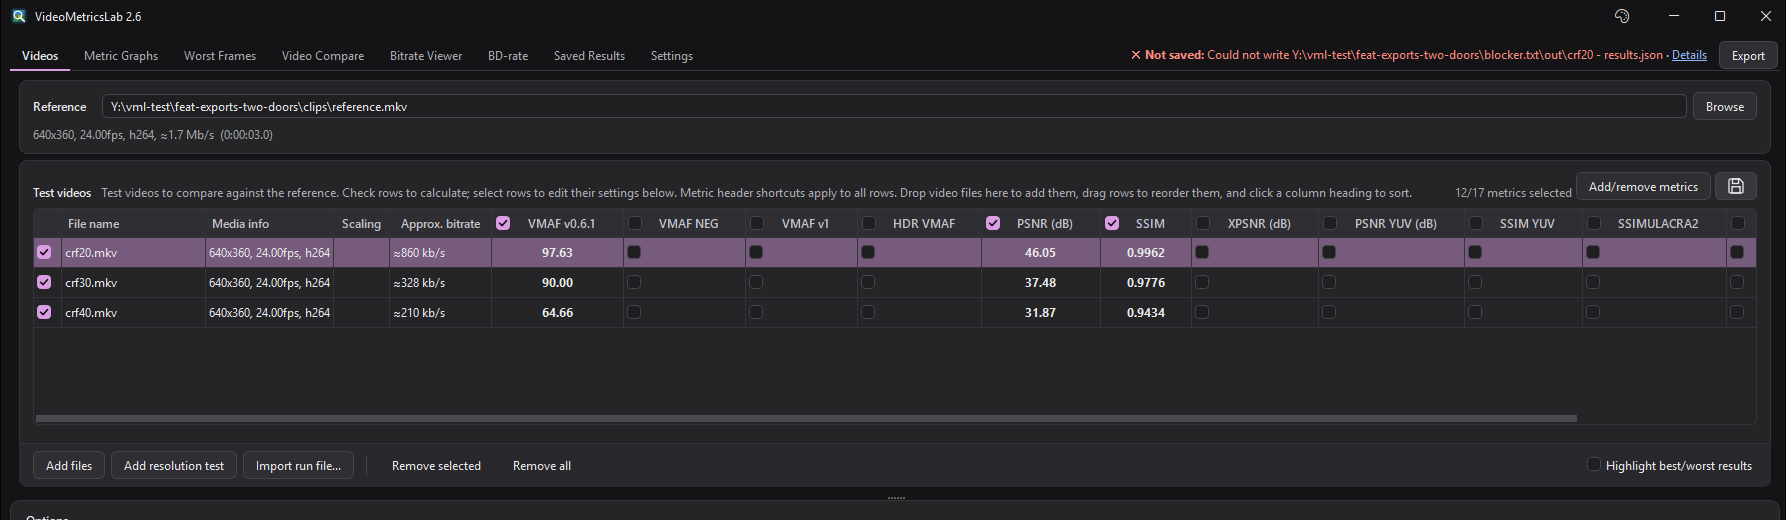 VideoMetricsLab 2.6
Videos Metric Graphs Worst Frames Video Compare Bitrate Viewer BD-rate Saved Results Settings
✕ Not saved: Could not write Y:\vml-test\feat-exports-two-doors\blocker.txt\out\crf20 - results.json · Details Export
Reference Y:\vml-test\feat-exports-two-doors\clips\reference.mkv Browse
640x360, 24.00fps, h264, ≈1.7 Mb/s (0:00:03.0)
Test videos Test videos to compare against the reference. Check rows to calculate; select rows to edit their settings below. Metric header shortcuts apply to all rows. Drop video files here to add them, drag rows to reorder them, and click a column heading to sort. 12/17 metrics selected Add/remove metrics
File name Media info Scaling Approx. bitrate VMAF v0.6.1 VMAF NEG VMAF v1 HDR VMAF PSNR (dB) SSIM XPSNR (dB) PSNR YUV (dB) SSIM YUV SSIMULACRA2
crf20.mkv 640x360, 24.00fps, h264 ≈860 kb/s 97.63 46.05 0.9962
crf30.mkv 640x360, 24.00fps, h264 ≈328 kb/s 90.00 37.48 0.9776
crf40.mkv 640x360, 24.00fps, h264 ≈210 kb/s 64.66 31.87 0.9434
Add files Add resolution test Import run file... Remove selected Remove all Highlight best/worst results
Options